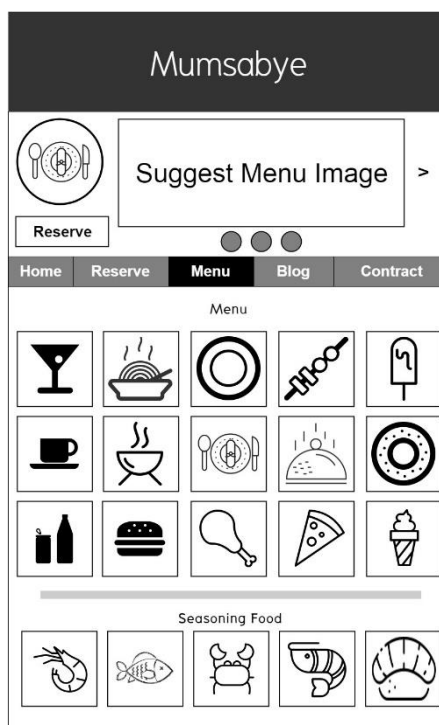 Mumsabye
Suggest Menu Image
>
Reserve
Home Reserve Menu Blog Contract
Menu
Seasoning Food